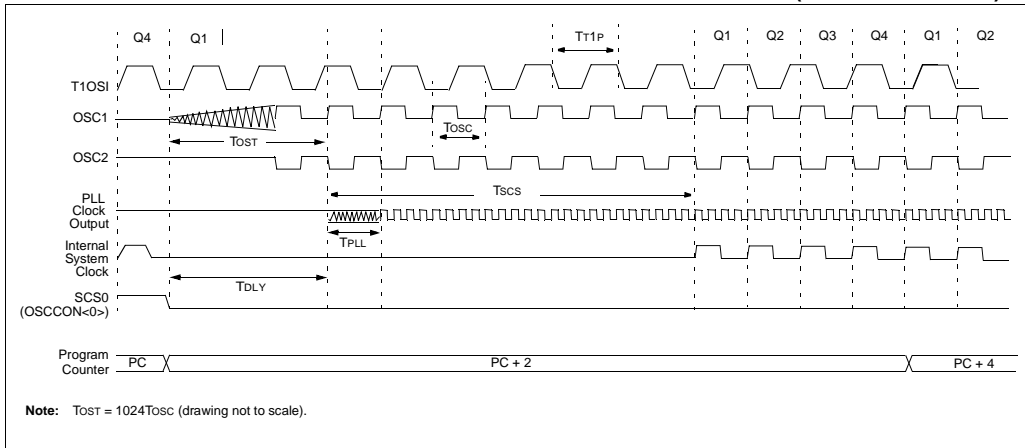 Q4 Q1 TT1P Q1 Q2 Q3 Q4 Q1 Q2
T1OSI
OSC1
TOST TOSC
OSC2
TSCS
PLL
Clock
Output
TPLL
Internal
System
Clock
TDLY
SCS0
(OSCCON<0>)
Program
Counter
PC PC + 2 PC + 4
Note: TOST = 1024TOSC (drawing not to scale).